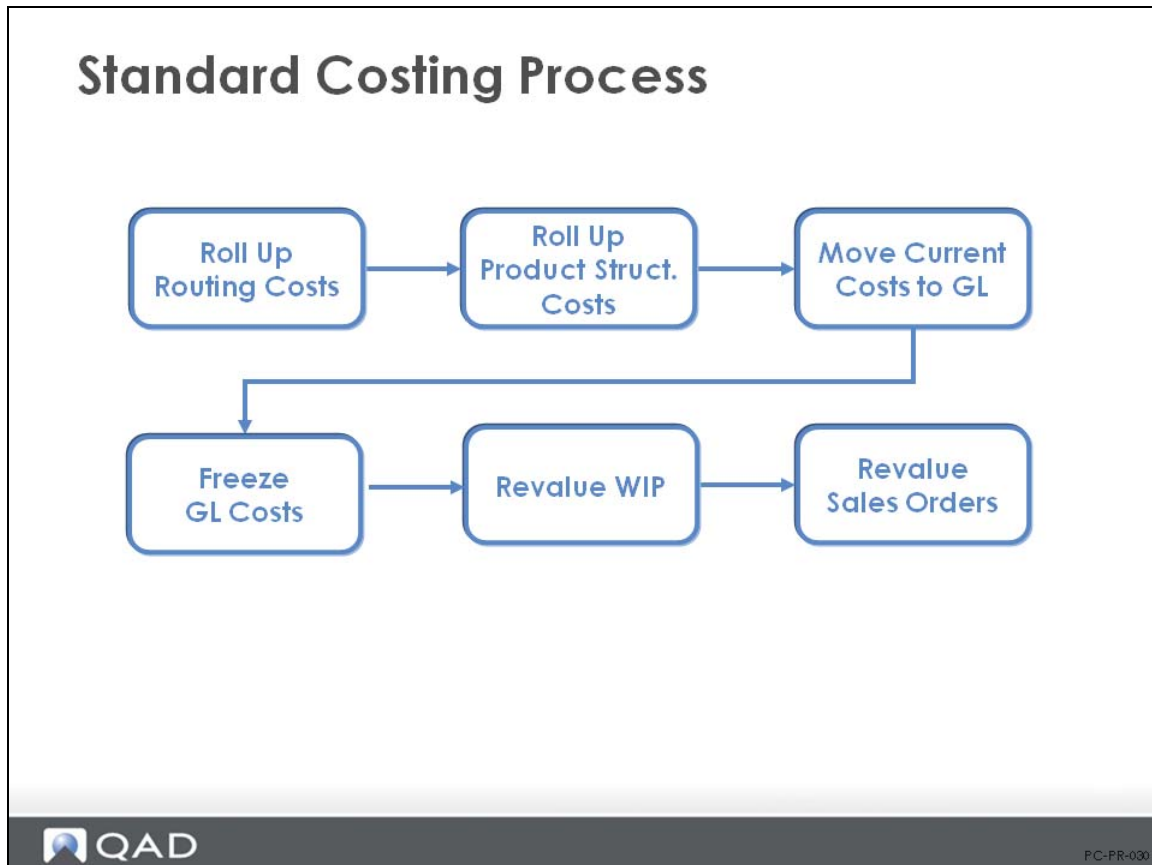 Standard Costing Process
Roll Up
Routing Costs
Roll Up
Product Struct.
Costs
Move Current
Costs to GL
Freeze
GL Costs
Revalue WIP
Revalue
Sales Orders
QAD
PC-PR-030